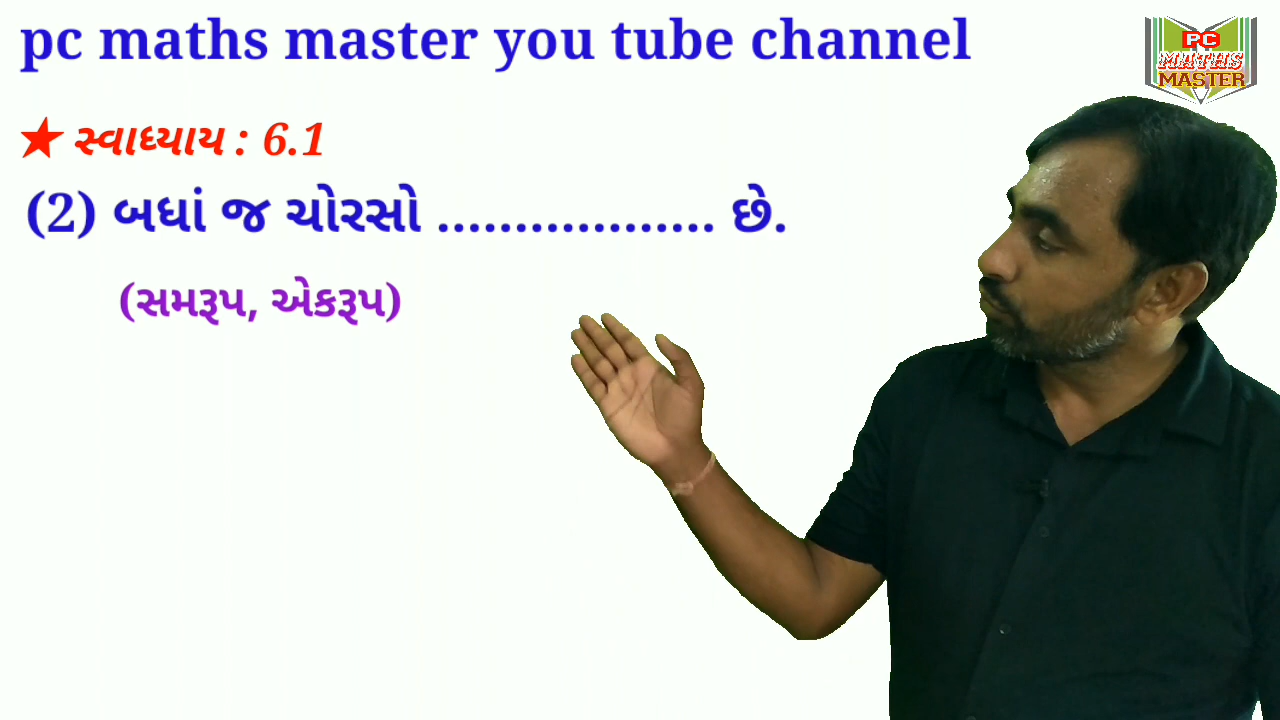 pc maths master you tube channel
PC
MATHS
MASTER
★ સ્વાધ્યાય : 6.1
(2) બધાં જ ચોરસો .................. છે.
(સમરૂપ, એકરૂપ)